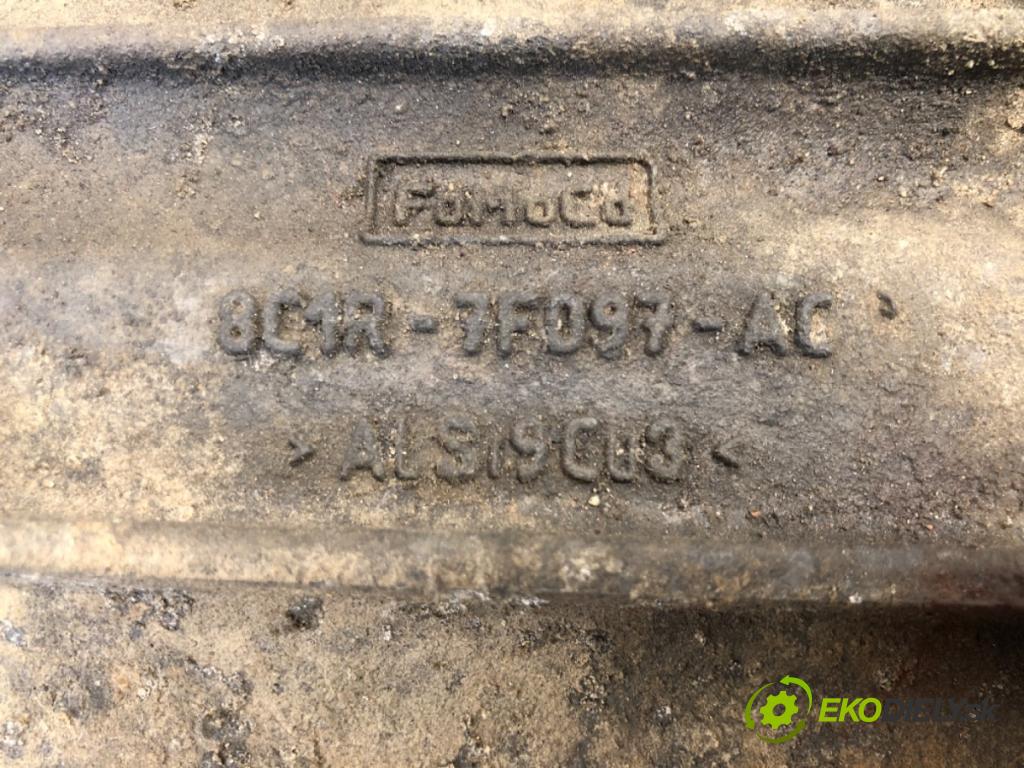 FoMoCo
8C1R-7F097-AC
>ALSi9Cu3<
EKODIELY.sk